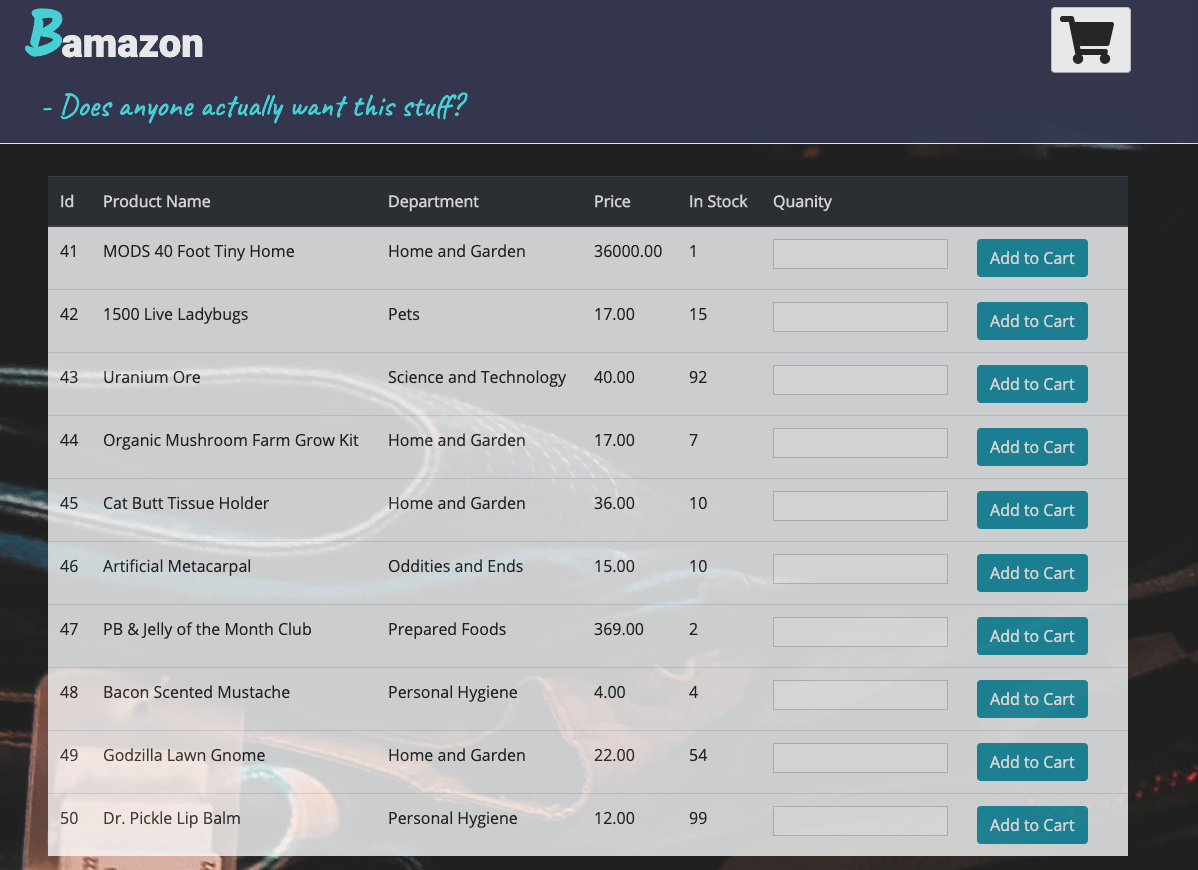 Bamazon
- Does anyone actually want this stuff?
Id Product Name Department Price In Stock Quanity
41 MODS 40 Foot Tiny Home Home and Garden 36000.00 1 Add to Cart
42 1500 Live Ladybugs Pets 17.00 15 Add to Cart
43 Uranium Ore Science and Technology 40.00 92 Add to Cart
44 Organic Mushroom Farm Grow Kit Home and Garden 17.00 7 Add to Cart
45 Cat Butt Tissue Holder Home and Garden 36.00 10 Add to Cart
46 Artificial Metacarpal Oddities and Ends 15.00 10 Add to Cart
47 PB & Jelly of the Month Club Prepared Foods 369.00 2 Add to Cart
48 Bacon Scented Mustache Personal Hygiene 4.00 4 Add to Cart
49 Godzilla Lawn Gnome Home and Garden 22.00 54 Add to Cart
50 Dr. Pickle Lip Balm Personal Hygiene 12.00 99 Add to Cart